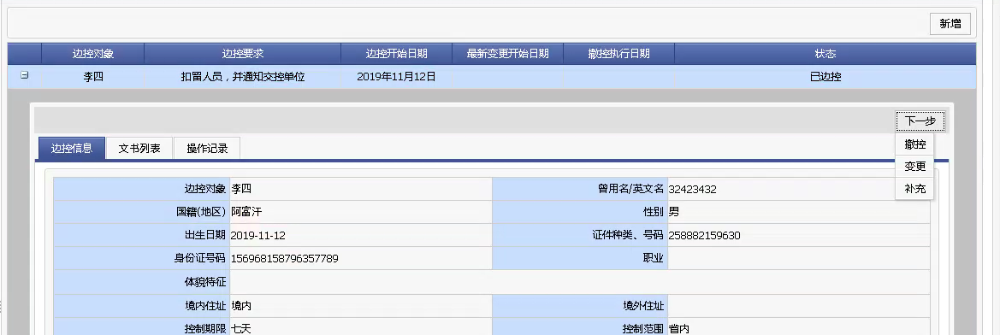 新增
边控对象 边控要求 边控开始日期 最新变更开始日期 撤控执行日期 状态
李四 扣留人员，并通知交控单位 2019年11月12日 已边控
下一步
边控信息 文书列表 操作记录
撤控
变更
补充
边控对象 李四 曾用名/英文名 32423432
国籍(地区) 阿富汗 性别 男
出生日期 2019-11-12 证件种类、号码 258882159630
身份证号码 156968158796357789 职业
体貌特征
境内住址 境内 境外住址
控制期限 七天 控制范围 省内